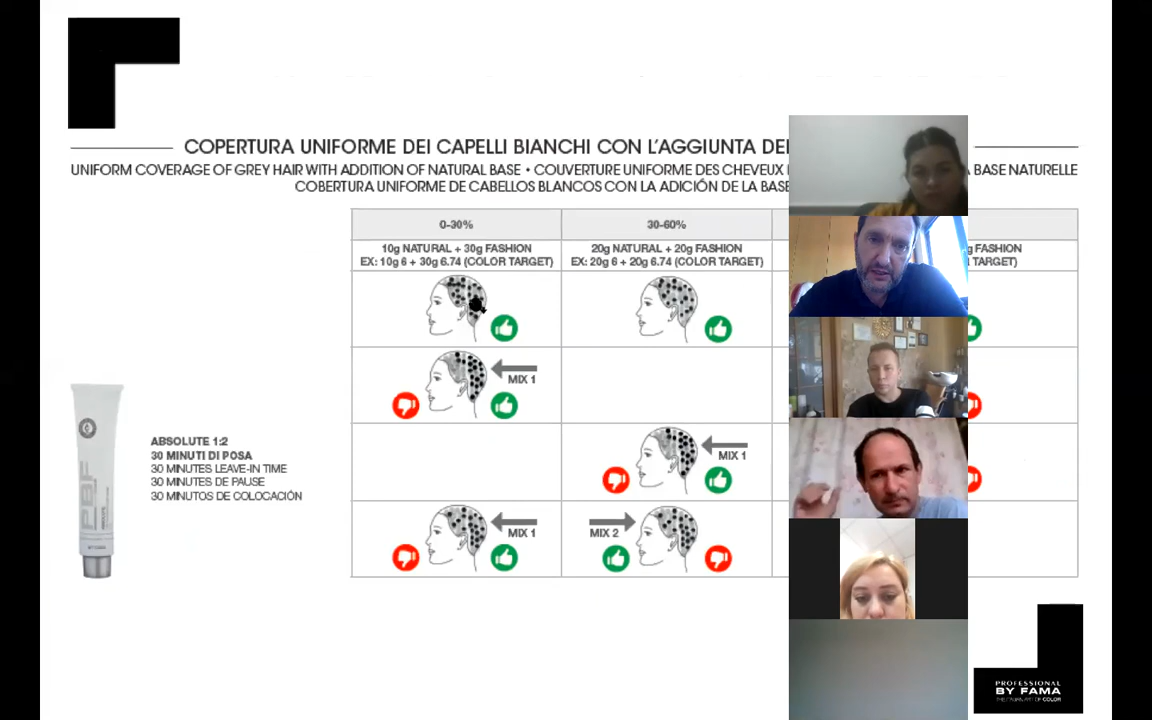 COPERTURA UNIFORME DEI CAPELLI BIANCHI CON L'AGGIUNTA
UNIFORM COVERAGE OF GREY HAIR WITH ADDITION OF NATURAL BASE • COUVERTURE UNIFORME DES CHEVEUX BASE NATURELLE
COBERTURA UNIFORME DE CABELLOS BLANCOS CON LA ADICIÓN DE LA BASE
0-30%
30-60%
10g NATURAL + 30g FASHION
EX: 10g 6 + 30g 6.74 (COLOR TARGET)
20g NATURAL + 20g FASHION
EX: 20g 6 + 20g 6.74 (COLOR TARGET)
FASHION
TARGET)
MIX 1
MIX 1
MIX 1
MIX 2
ABSOLUTE 1:2
30 MINUTI DI POSA
30 MINUTES LEAVE-IN TIME
30 MINUTES DE PAUSE
30 MINUTOS DE COLOCACIÓN
PBF
PROFESSIONAL
BY FAMA
THE ITALIAN ART OF COLOR